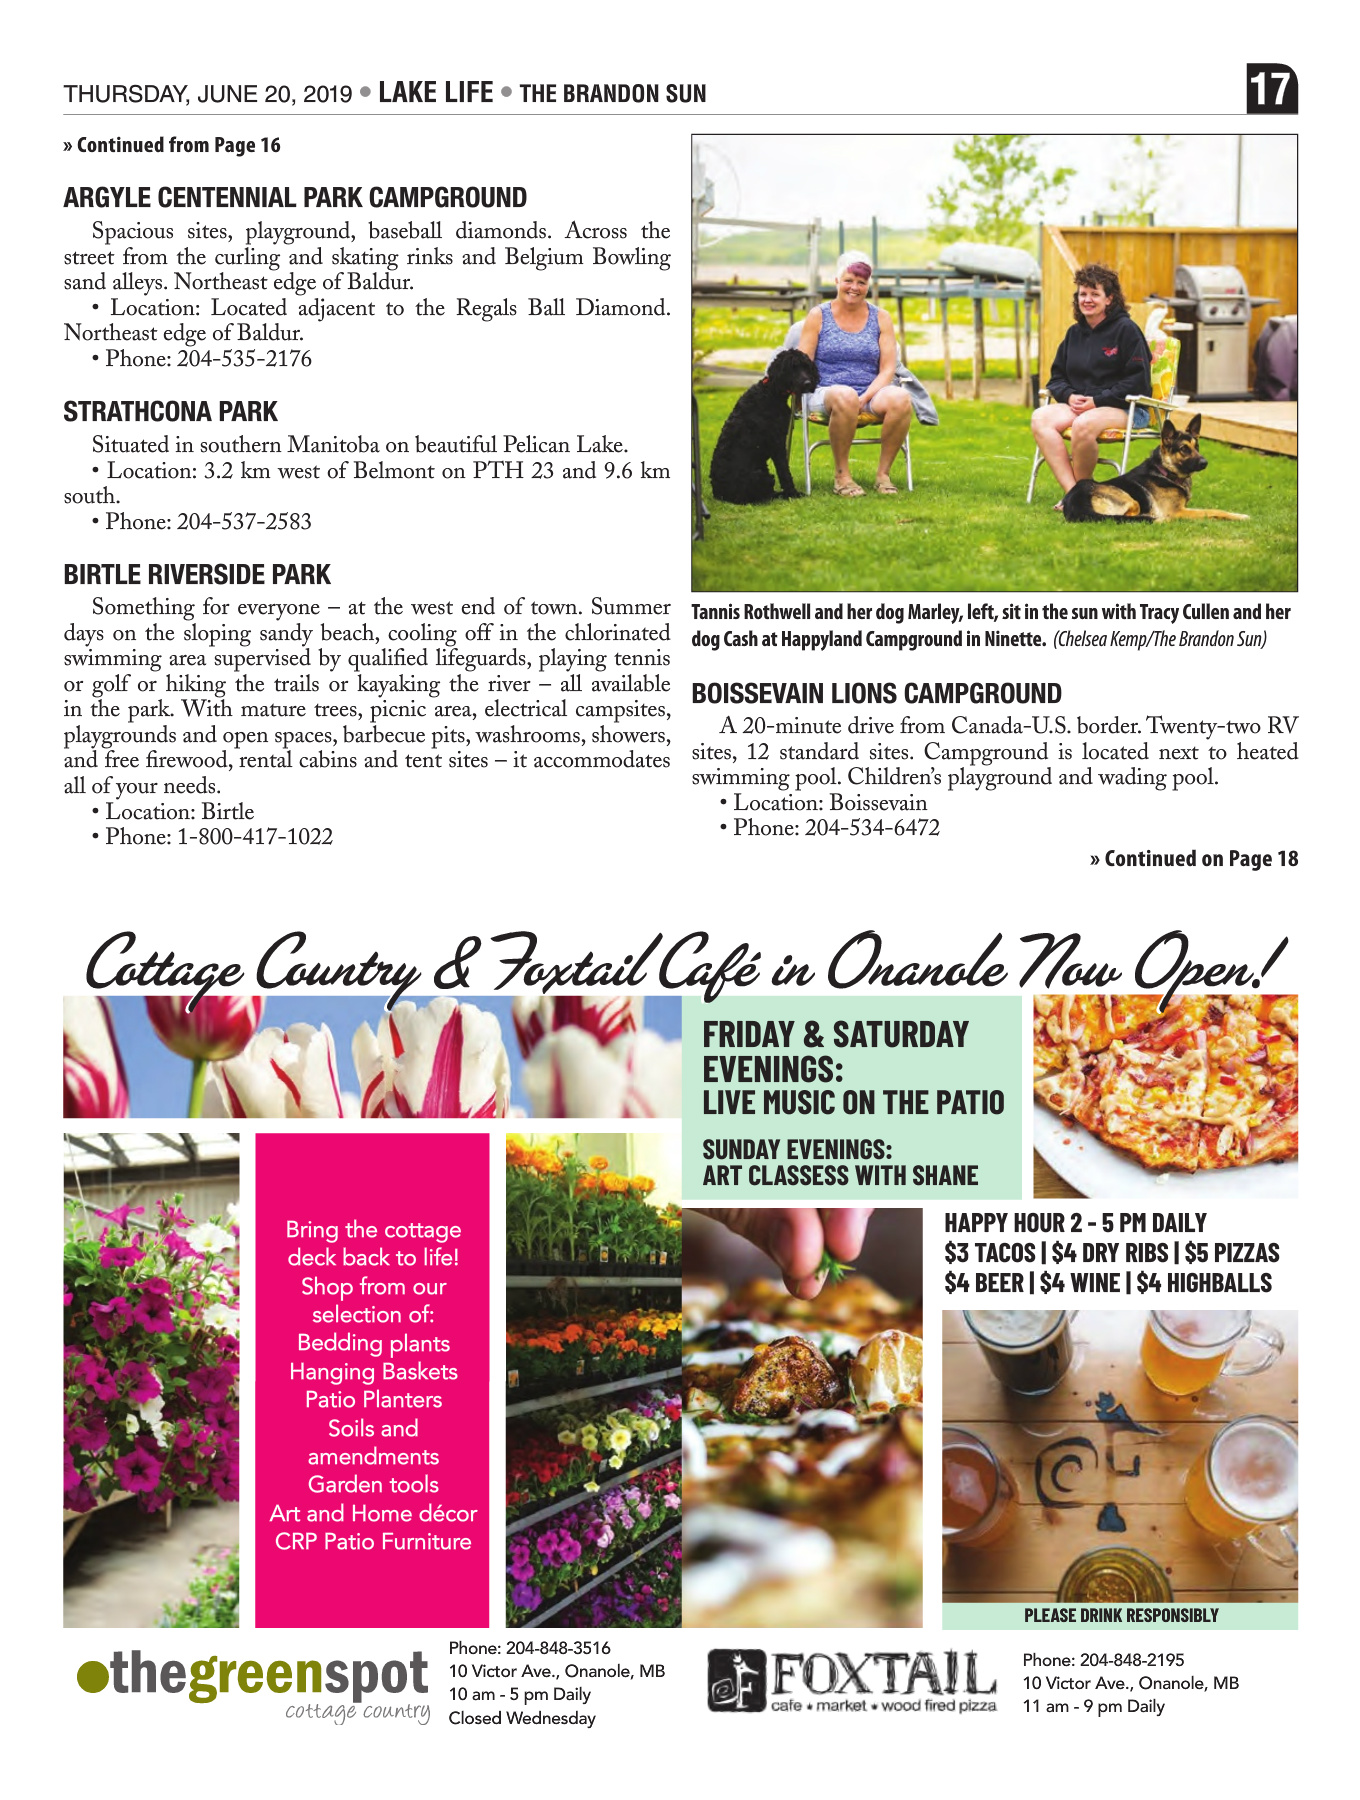 THURSDAY, JUNE 20, 2019 • LAKE LIFE • THE BRANDON SUN
17
» Continued from Page 16
ARGYLE CENTENNIAL PARK CAMPGROUND
Spacious sites, playground, baseball diamonds. Across the
street from the curling and skating rinks and Belgium Bowling
sand alleys. Northeast edge of Baldur.
• Location: Located adjacent to the Regals Ball Diamond.
Northeast edge of Baldur.
• Phone: 204-535-2176
STRATHCONA PARK
Situated in southern Manitoba on beautiful Pelican Lake.
• Location: 3.2 km west of Belmont on PTH 23 and 9.6 km
south.
• Phone: 204-537-2583
BIRTLE RIVERSIDE PARK
Something for everyone – at the west end of town. Summer
days on the sloping sandy beach, cooling off in the chlorinated
swimming area supervised by qualified lifeguards, playing tennis
or golf or hiking the trails or kayaking the river – all available
in the park. With mature trees, picnic area, electrical campsites,
playgrounds and open spaces, barbecue pits, washrooms, showers,
and free firewood, rental cabins and tent sites – it accommodates
all of your needs.
• Location: Birtle
• Phone: 1-800-417-1022
Tannis Rothwell and her dog Marley, left, sit in the sun with Tracy Cullen and her
dog Cash at Happyland Campground in Ninette. (Chelsea Kemp/The Brandon Sun)
BOISSEVAIN LIONS CAMPGROUND
A 20-minute drive from Canada-U.S. border. Twenty-two RV
sites, 12 standard sites. Campground is located next to heated
swimming pool. Children's playground and wading pool.
• Location: Boissevain
• Phone: 204-534-6472
» Continued on Page 18
Cottage Country & Foxtail Café in Onanole Now Open!
FRIDAY & SATURDAY
EVENINGS:
LIVE MUSIC ON THE PATIO
SUNDAY EVENINGS:
ART CLASSESS WITH SHANE
Bring the cottage
deck back to life!
Shop from our
selection of:
Bedding plants
Hanging Baskets
Patio Planters
Soils and
amendments
Garden tools
Art and Home décor
CRP Patio Furniture
HAPPY HOUR 2 - 5 PM DAILY
$3 TACOS | $4 DRY RIBS | $5 PIZZAS
$4 BEER | $4 WINE | $4 HIGHBALLS
PLEASE DRINK RESPONSIBLY
thegreenspot
cottage country
Phone: 204-848-3516
10 Victor Ave., Onanole, MB
10 am - 5 pm Daily
Closed Wednesday
FOXTAIL
cafe • market • wood fired pizza
Phone: 204-848-2195
10 Victor Ave., Onanole, MB
11 am - 9 pm Daily